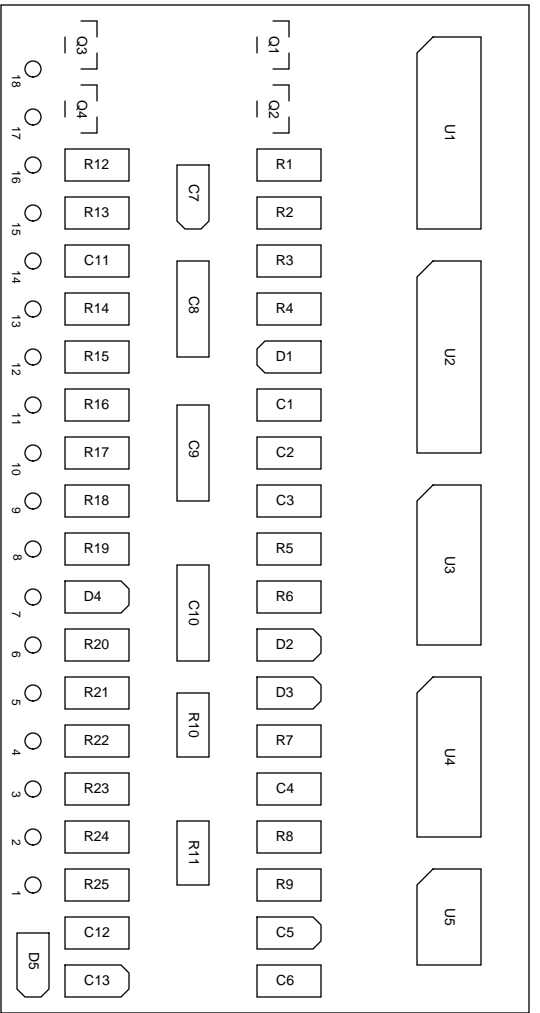 Q3
Q1
U1
18
Q4
Q2
17
R12
R1
16
C7
R13
R2
15
C11
R3
14
C8
R14
R4
13
R15
D1
U2
12
R16
C1
11
C9
R17
C2
10
R18
C3
9
R19
R5
U3
8
D4
R6
7
C10
R20
D2
6
R21
D3
5
R10
R22
R7
4
U4
R23
C4
3
R24
R8
2
R11
R25
R9
1
U5
C12
C5
D5
C13
C6